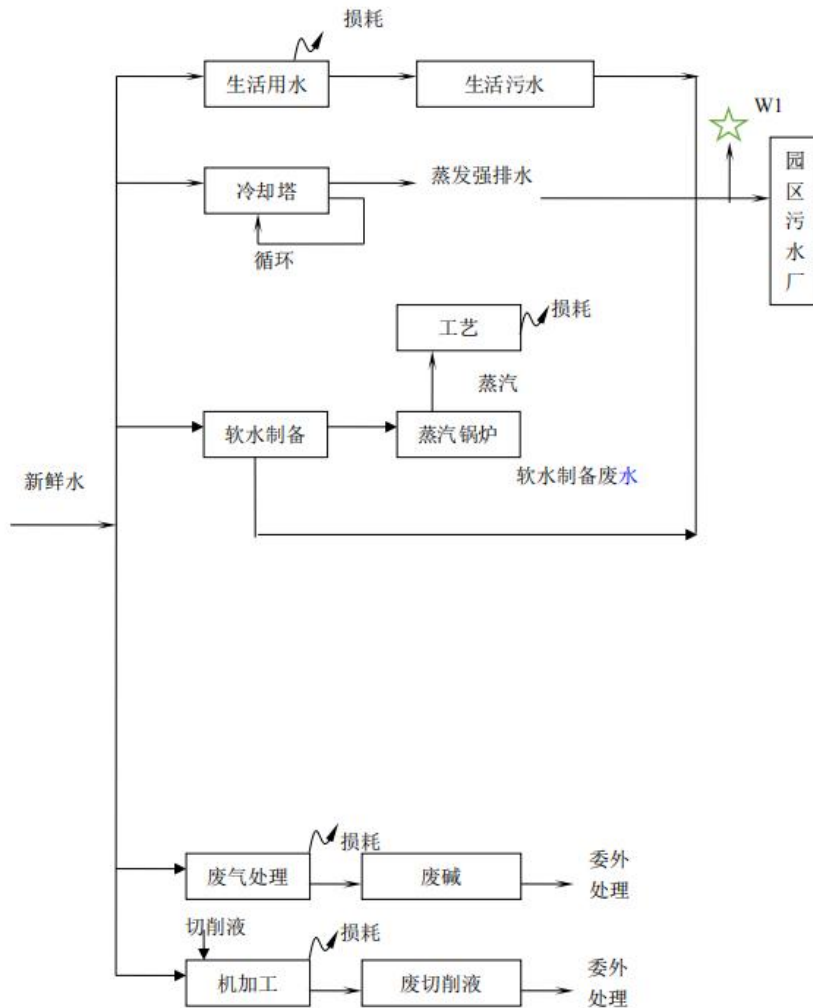 损耗
生活用水
生活污水
W1
园
区
污
水
厂
冷却塔
蒸发强排水
循环
工艺
损耗
蒸汽
软水制备
蒸汽锅炉
软水制备废水
新鲜水
损耗
废气处理
废碱
委外
处理
切削液
损耗
机加工
废切削液
委外
处理